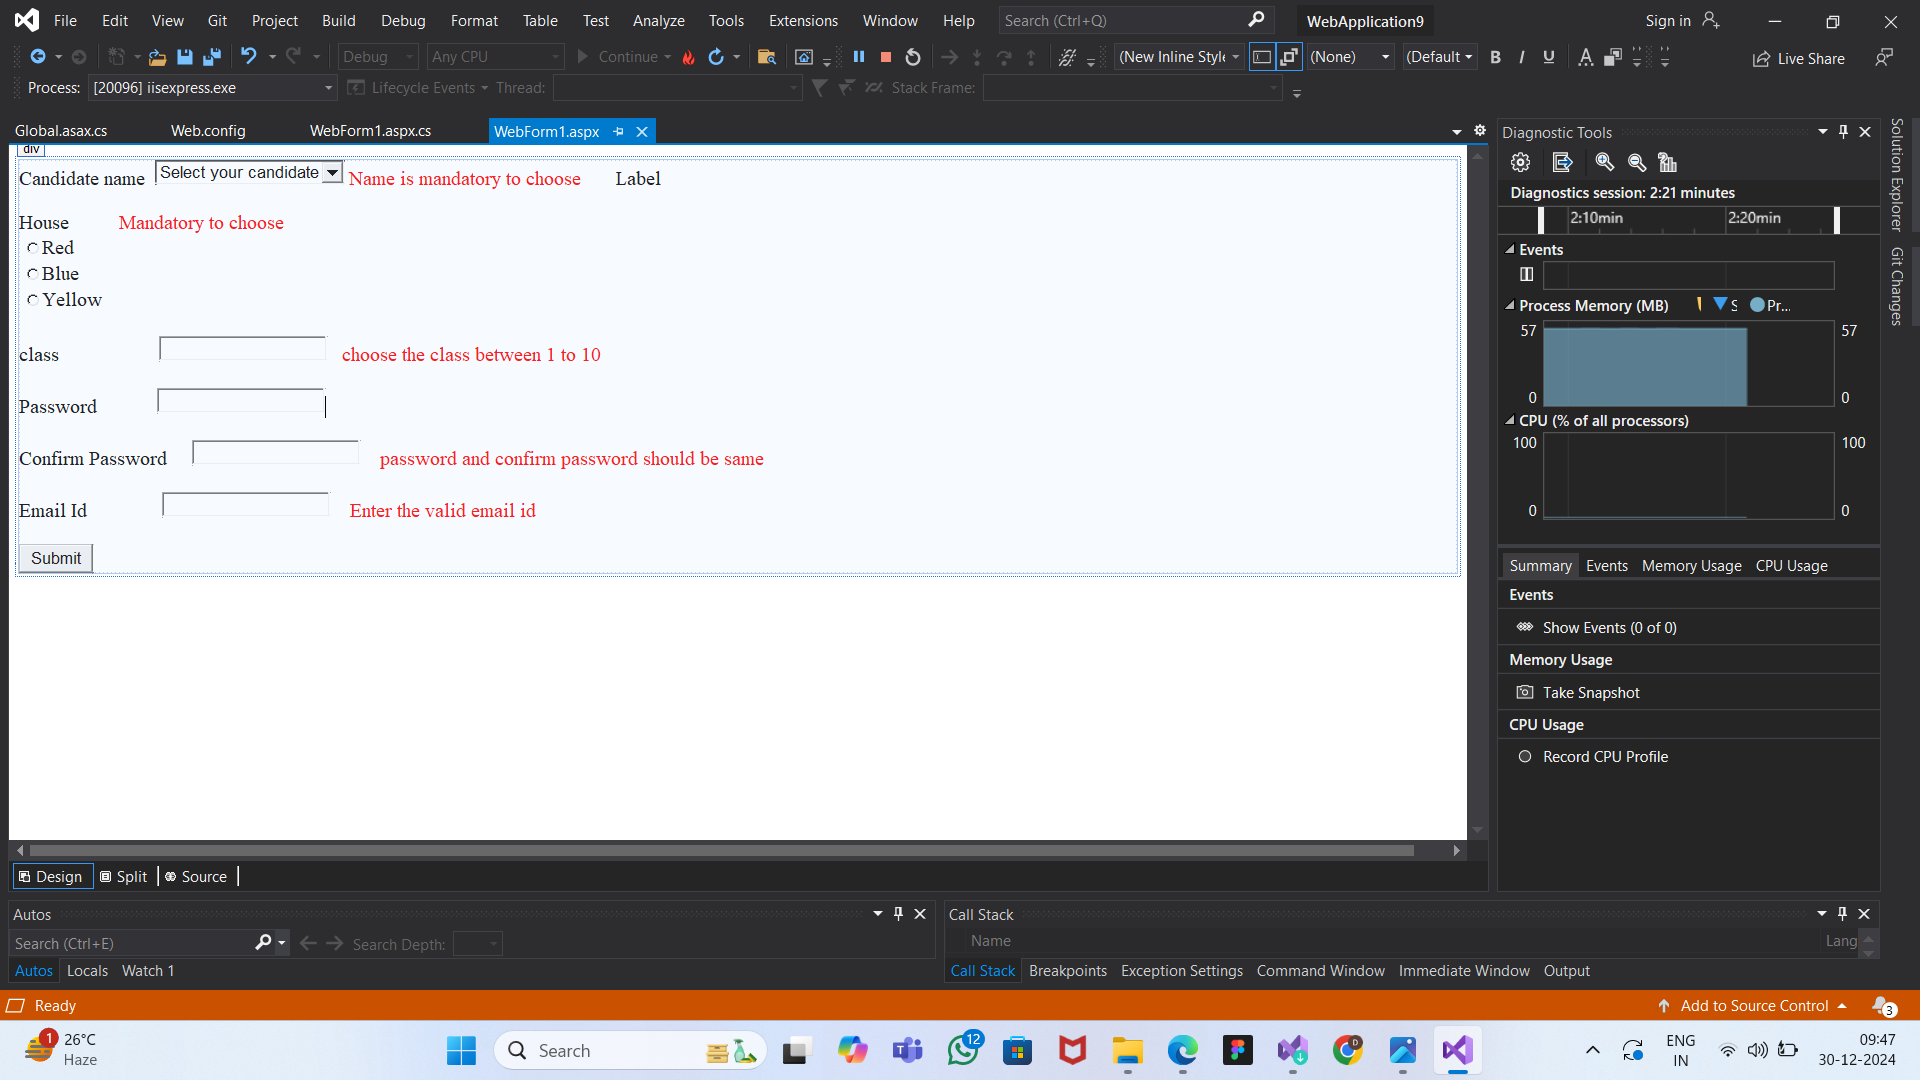 File Edit View Git Project Build Debug Format Table Test Analyze Tools Extensions Window Help Search (Ctrl+Q) WebApplication9 Sign in
Debug Any CPU Continue (New Inline Style (None) (Default B I U A Live Share
Process: [20096] iisexpress.exe Lifecycle Events Thread: Stack Frame:
Global.asax.cs Web.config WebForm1.aspx.cs WebForm1.aspx
div
Candidate name Select your candidate Name is mandatory to choose Label
House Mandatory to choose
Red
Blue
Yellow
class choose the class between 1 to 10
Password
Confirm Password password and confirm password should be same
Email Id Enter the valid email id
Submit
Design Split Source
Diagnostic Tools
Diagnostics session: 2:21 minutes
2:10min 2:20min
Events
Process Memory (MB) S Pr...
57 57
0 0
CPU (% of all processors)
100 100
0 0
Summary Events Memory Usage CPU Usage
Events
Show Events (0 of 0)
Memory Usage
Take Snapshot
CPU Usage
Record CPU Profile
Solution Explorer
Git Changes
Autos
Search (Ctrl+E) Search Depth:
Autos Locals Watch 1
Call Stack
Name Lang
Call Stack Breakpoints Exception Settings Command Window Immediate Window Output
Ready Add to Source Control 3
1 26°C
Haze
Search
12
D
ENG
IN
09:47
30-12-2024